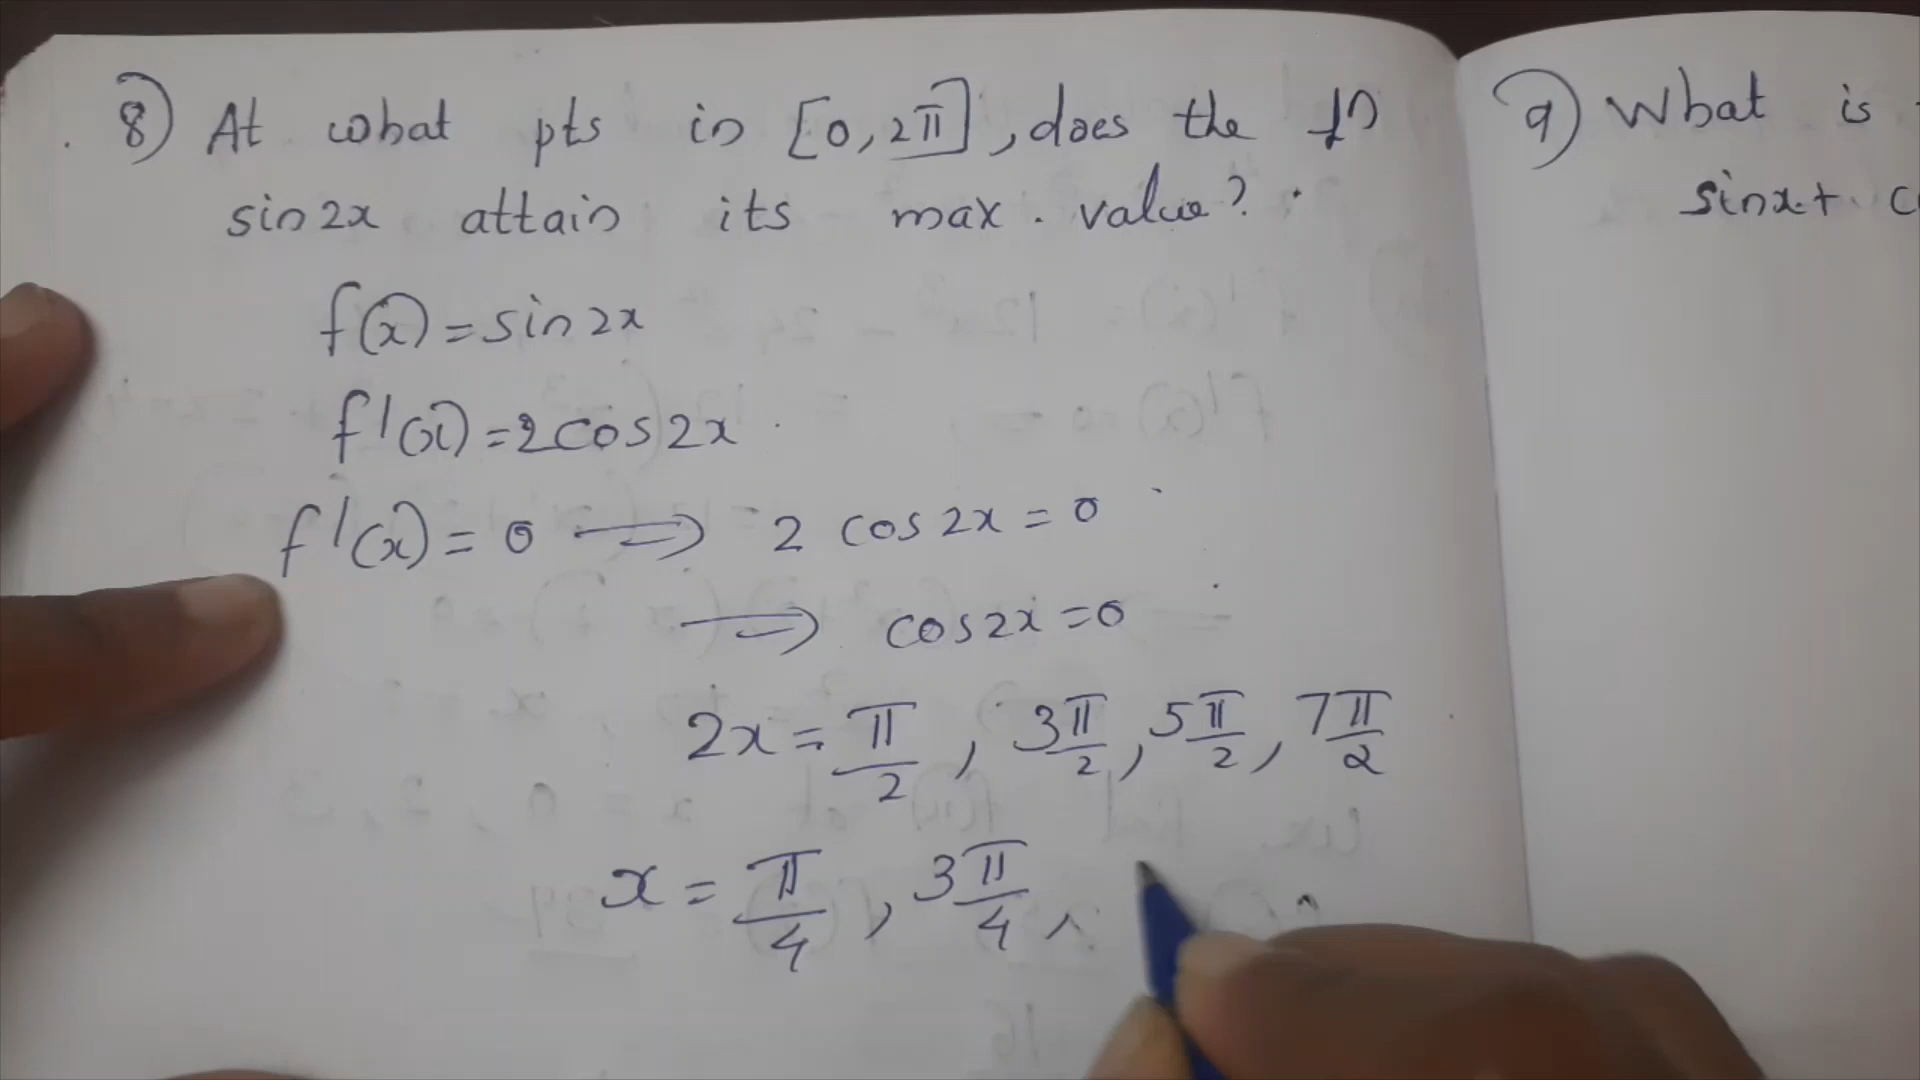 8) At what pts in [0, 2π], does the fn
sin 2x attain its max. value?
f(x) = sin 2x
f'(x) = 2 cos 2x
f'(x) = 0 ⟹ 2 cos 2x = 0
⟹ cos 2x = 0
2x = π/2, 3π/2, 5π/2, 7π/2
x = π/4, 3π/4,
9) What is
sinx+